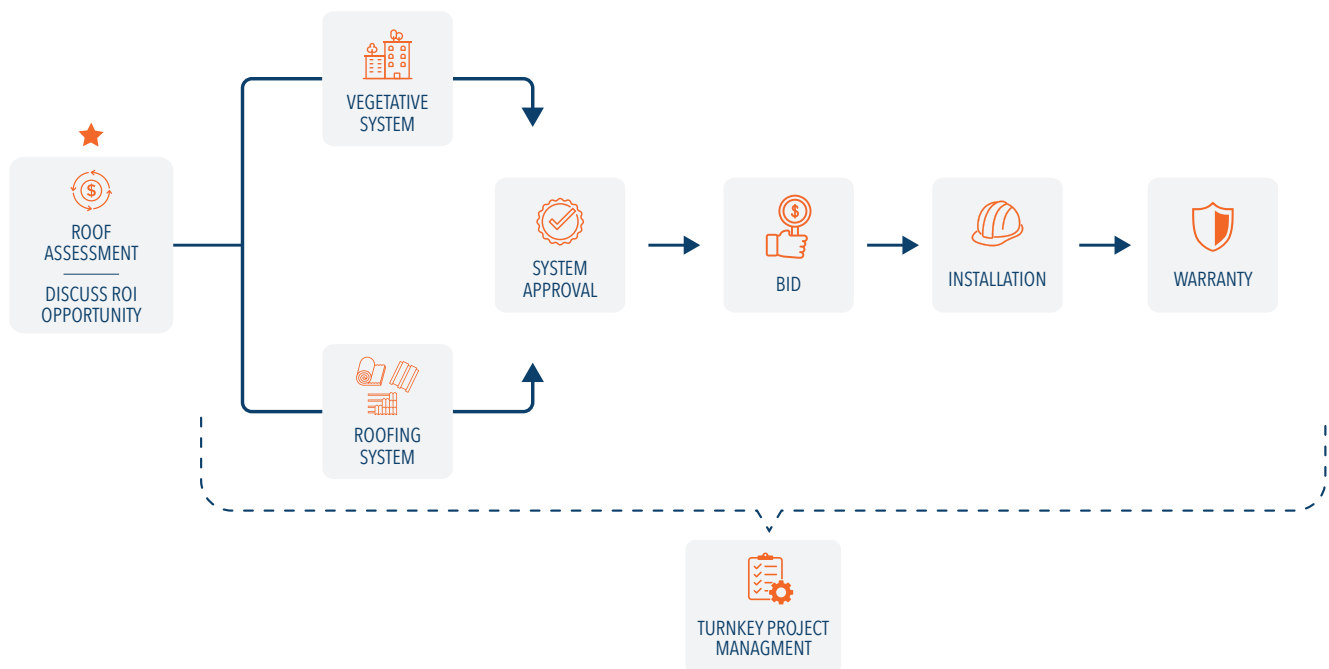 ROOF
ASSESSMENT
DISCUSS ROI
OPPORTUNITY
$
VEGETATIVE
SYSTEM
ROOFING
SYSTEM
SYSTEM
APPROVAL
$
BID
INSTALLATION
WARRANTY
TURNKEY PROJECT
MANAGMENT